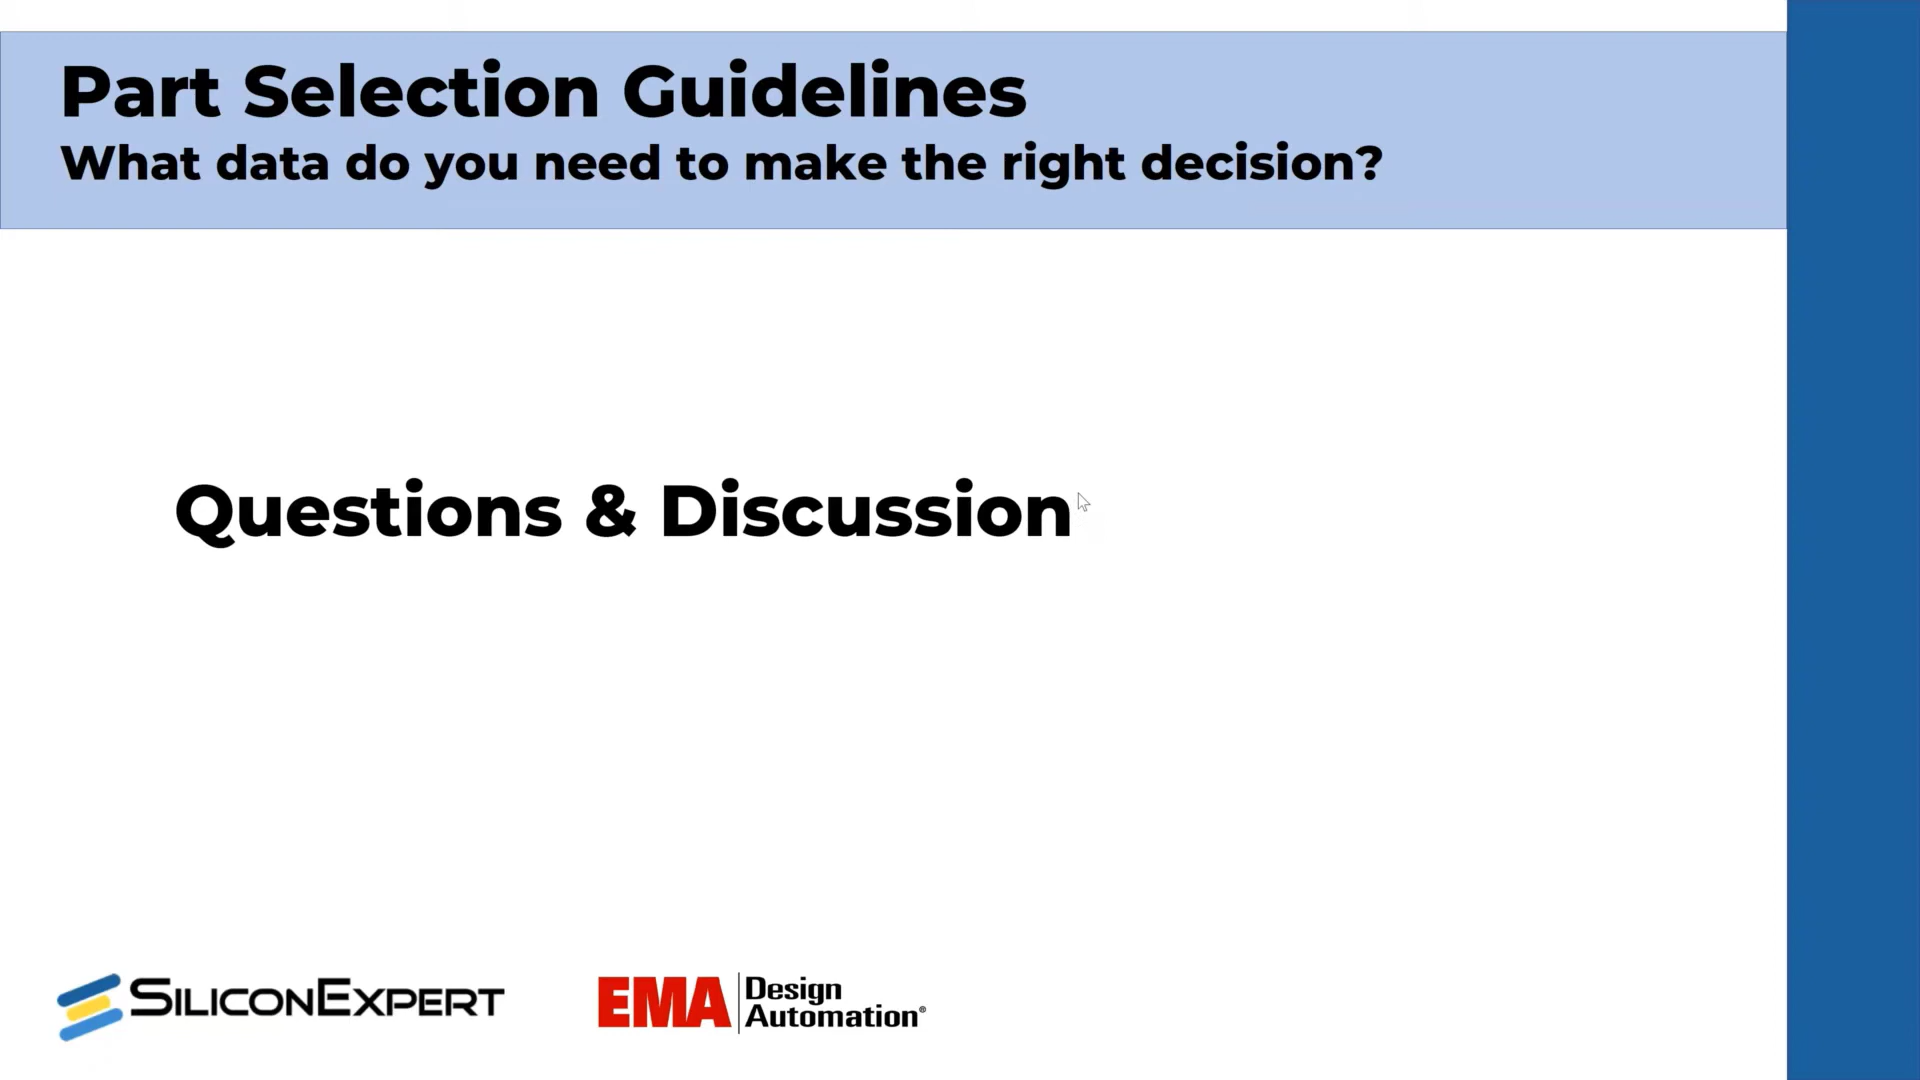 Part Selection Guidelines
What data do you need to make the right decision?
Questions & Discussion
SILICONEXPERT
EMA Design
Automation®